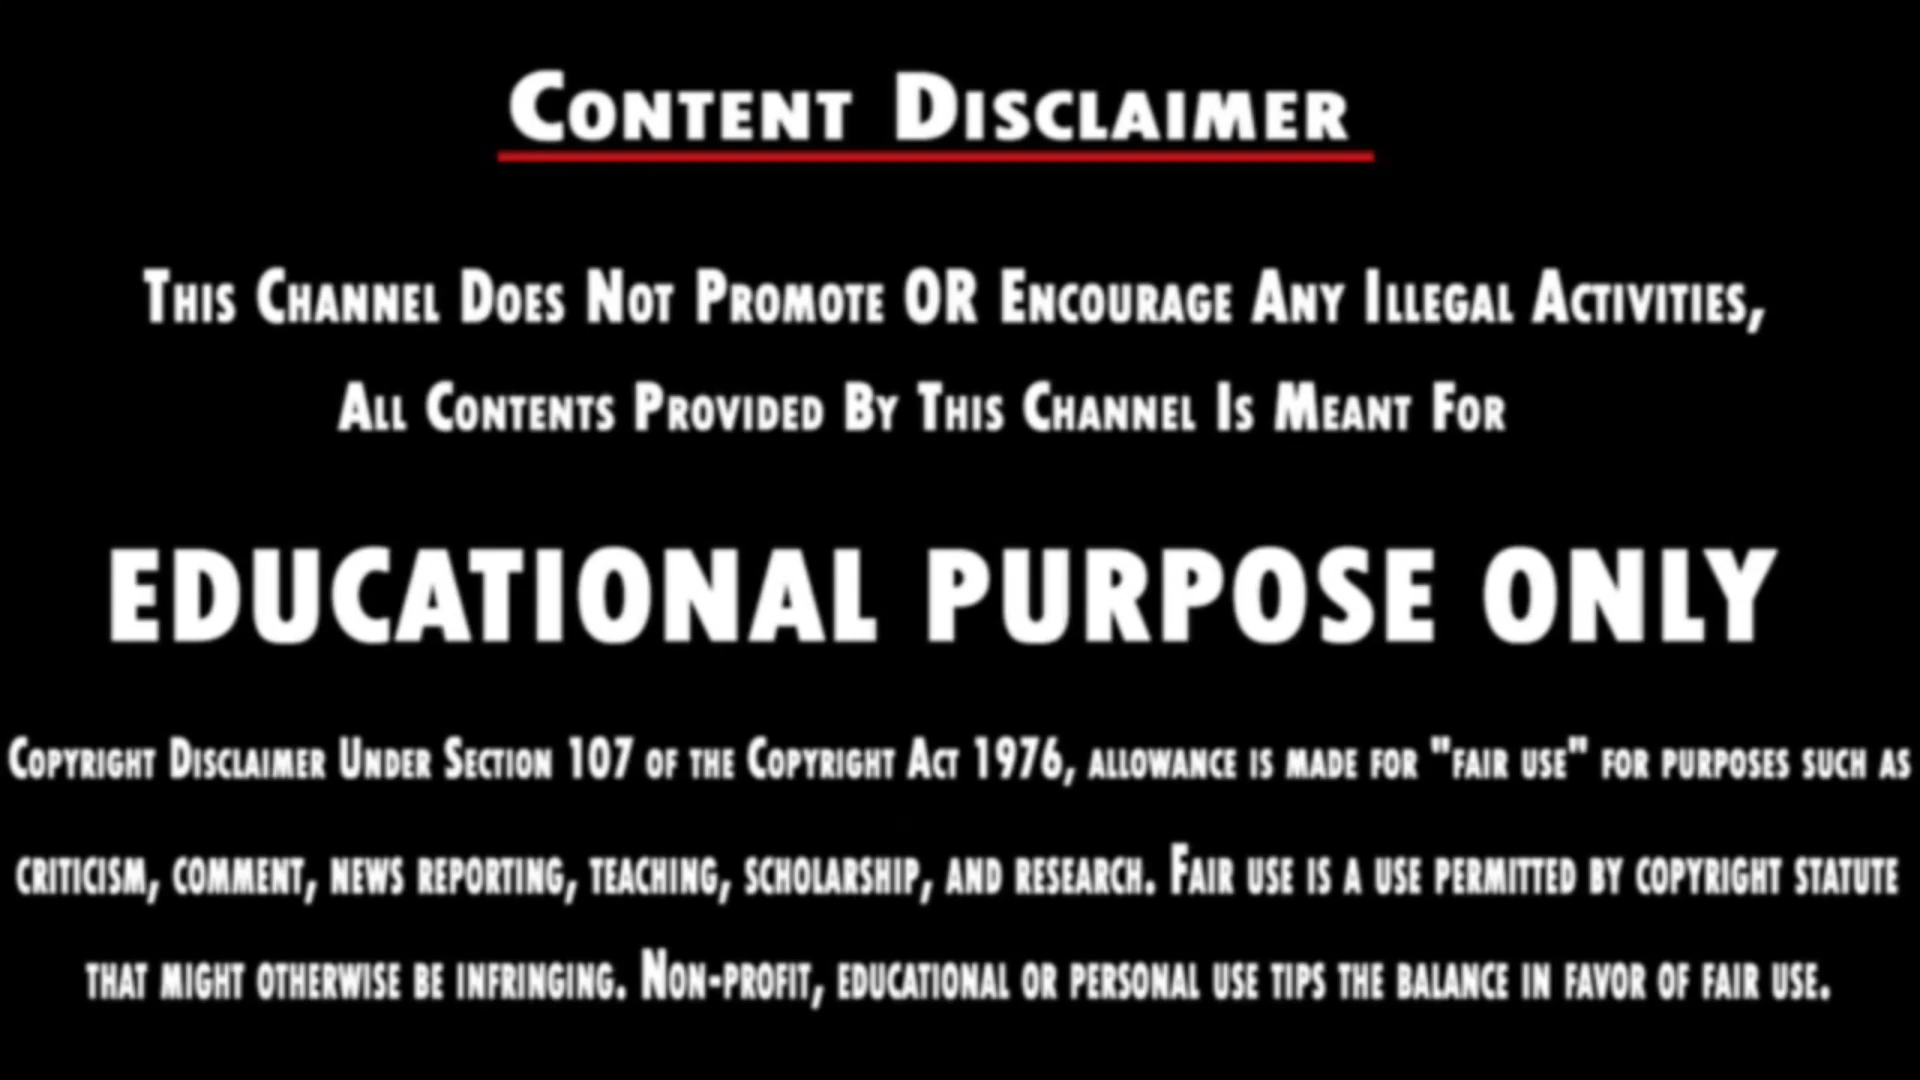 Content Disclaimer
This Channel Does Not Promote OR Encourage Any Illegal Activities,
All Contents Provided By This Channel Is Meant For
EDUCATIONAL PURPOSE ONLY
Copyright Disclaimer Under Section 107 of the Copyright Act 1976, allowance is made for "fair use" for purposes such as
criticism, comment, news reporting, teaching, scholarship, and research. Fair use is a use permitted by copyright statute
that might otherwise be infringing. Non-profit, educational or personal use tips the balance in favor of fair use.